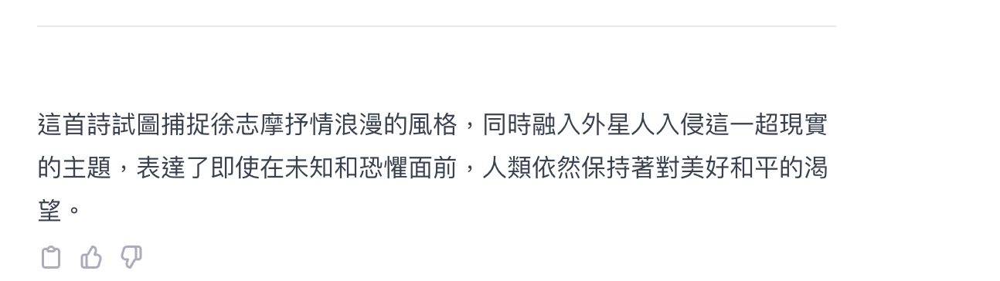 這首詩試圖捕捉徐志摩抒情浪漫的風格，同時融入外星人入侵這一超現實
的主題，表達了即使在未知和恐懼面前，人類依然保持著對美好和平的渴
望。